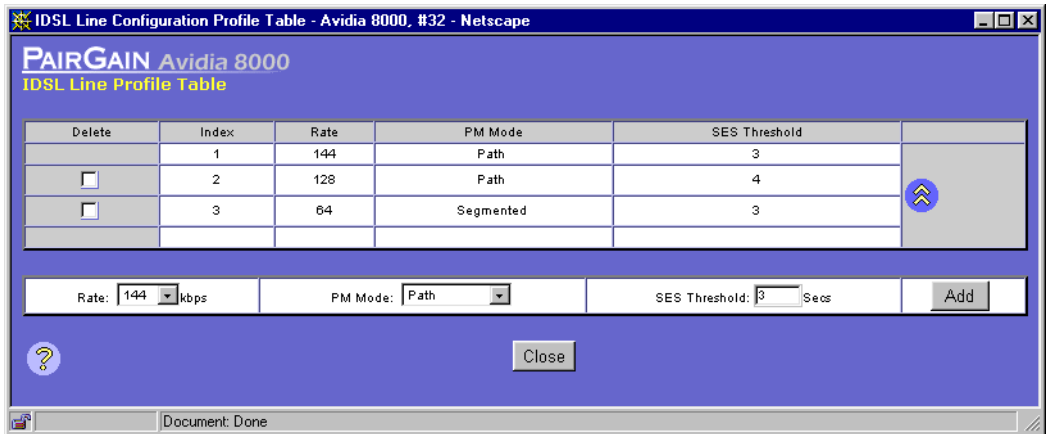 IDSL Line Configuration Profile Table - Avidia 8000, #32 - Netscape
PAIRGAIN Avidia 8000
IDSL Line Profile Table
Delete Index Rate PM Mode SES Threshold
1 144 Path 3
2 128 Path 4
3 64 Segmented 3
Rate: 144 kbps PM Mode: Path SES Threshold: 3 Secs Add
? Close
Document: Done